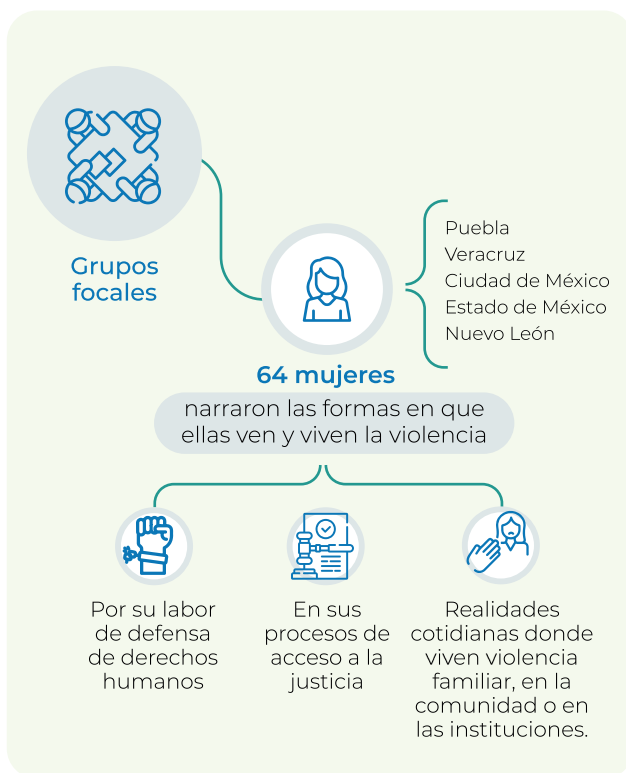 Grupos
focales
Puebla
Veracruz
Ciudad de México
Estado de México
Nuevo León
64 mujeres
narraron las formas en que
ellas ven y viven la violencia
Por su labor
de defensa
de derechos
humanos
En sus
procesos de
acceso a la
justicia
Realidades
cotidianas donde
viven violencia
familiar, en la
comunidad o en
las instituciones.